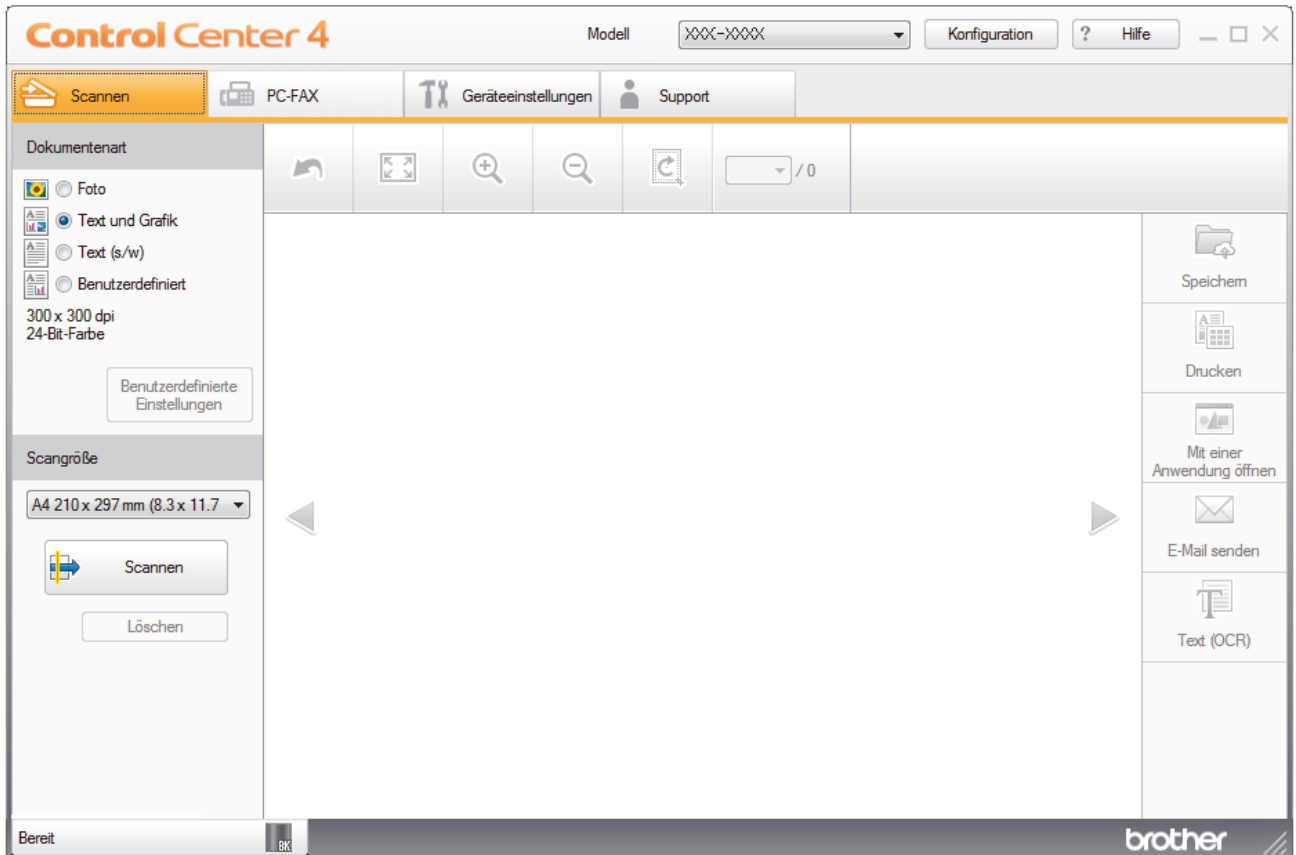 Control Center 4
Modell
XXX-XXXX
Konfiguration
? Hilfe
Scannen
PC-FAX
Geräteeinstellungen
Support
Dokumentenart
Foto
Text und Grafik
Text (s/w)
Benutzerdefiniert
300 x 300 dpi
24-Bit-Farbe
Benutzerdefinierte
Einstellungen
Scangröße
A4 210 x 297 mm (8.3 x 11.7
Scannen
Löschen
/ 0
Speichern
Drucken
Mit einer
Anwendung öffnen
E-Mail senden
Text (OCR)
Bereit
BK
brother